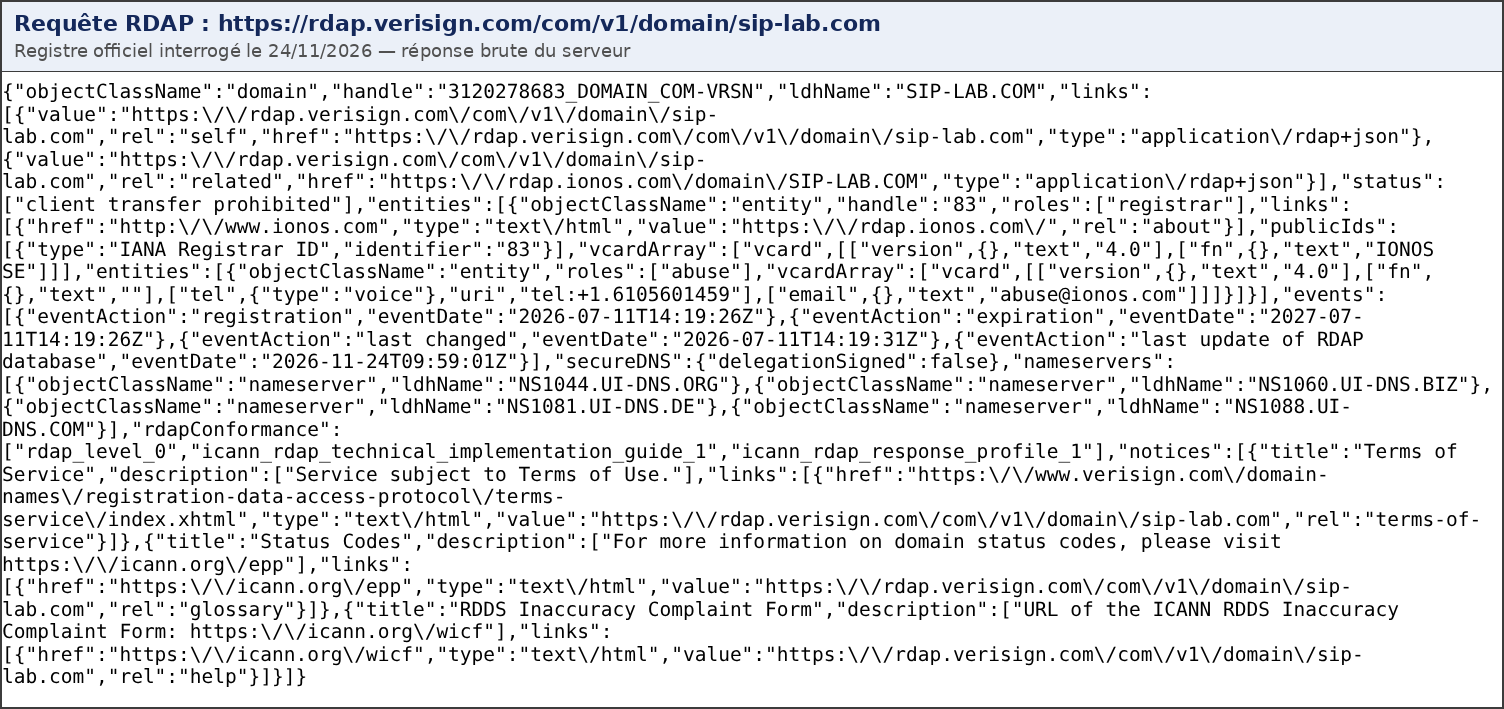 Requête RDAP : https://rdap.verisign.com/com/v1/domain/sip-lab.com
Registre officiel interrogé le 24/11/2026 — réponse brute du serveur
{"objectClassName":"domain","handle":"3120278683_DOMAIN_COM-VRSN","ldhName":"SIP-LAB.COM","links":
[{"value":"https:\/\/rdap.verisign.com\/com\/v1\/domain\/sip-
lab.com","rel":"self","href":"https:\/\/rdap.verisign.com\/com\/v1\/domain\/sip-lab.com","type":"application\/rdap+json"},
{"value":"https:\/\/rdap.verisign.com\/com\/v1\/domain\/sip-
lab.com","rel":"related","href":"https:\/\/rdap.ionos.com\/domain\/SIP-LAB.COM","type":"application\/rdap+json"}],"status":
["client transfer prohibited"],"entities":[{"objectClassName":"entity","handle":"83","roles":["registrar"],"links":
[{"href":"http:\/\/www.ionos.com","type":"text\/html","value":"https:\/\/rdap.ionos.com\/","rel":"about"}],"publicIds":
[{"type":"IANA Registrar ID","identifier":"83"}],"vcardArray":["vcard",[["version",{},"text","4.0"],["fn",{},"text","IONOS
SE"]]],"entities":[{"objectClassName":"entity","roles":["abuse"],"vcardArray":["vcard",[["version",{},"text","4.0"],["fn",
{},"text",""],["tel",{"type":"voice"},"uri","tel:+1.6105601459"],["email",{},"text","abuse@ionos.com"]]]}]}],"events":
[{"eventAction":"registration","eventDate":"2026-07-11T14:19:26Z"},{"eventAction":"expiration","eventDate":"2027-07-
11T14:19:26Z"},{"eventAction":"last changed","eventDate":"2026-07-11T14:19:31Z"},{"eventAction":"last update of RDAP
database","eventDate":"2026-11-24T09:59:01Z"}],"secureDNS":{"delegationSigned":false},"nameservers":
[{"objectClassName":"nameserver","ldhName":"NS1044.UI-DNS.ORG"},{"objectClassName":"nameserver","ldhName":"NS1060.UI-DNS.BIZ"},
{"objectClassName":"nameserver","ldhName":"NS1081.UI-DNS.DE"},{"objectClassName":"nameserver","ldhName":"NS1088.UI-
DNS.COM"}],"rdapConformance":
["rdap_level_0","icann_rdap_technical_implementation_guide_1","icann_rdap_response_profile_1"],"notices":[{"title":"Terms of
Service","description":["Service subject to Terms of Use."],"links":[{"href":"https:\/\/www.verisign.com\/domain-
names\/registration-data-access-protocol\/terms-
service\/index.xhtml","type":"text\/html","value":"https:\/\/rdap.verisign.com\/com\/v1\/domain\/sip-lab.com","rel":"terms-of-
service"}]},{"title":"Status Codes","description":["For more information on domain status codes, please visit
https:\/\/icann.org\/epp"],"links":
[{"href":"https:\/\/icann.org\/epp","type":"text\/html","value":"https:\/\/rdap.verisign.com\/com\/v1\/domain\/sip-
lab.com","rel":"glossary"}]},{"title":"RDDS Inaccuracy Complaint Form","description":["URL of the ICANN RDDS Inaccuracy
Complaint Form: https:\/\/icann.org\/wicf"],"links":
[{"href":"https:\/\/icann.org\/wicf","type":"text\/html","value":"https:\/\/rdap.verisign.com\/com\/v1\/domain\/sip-
lab.com","rel":"help"}]}]}